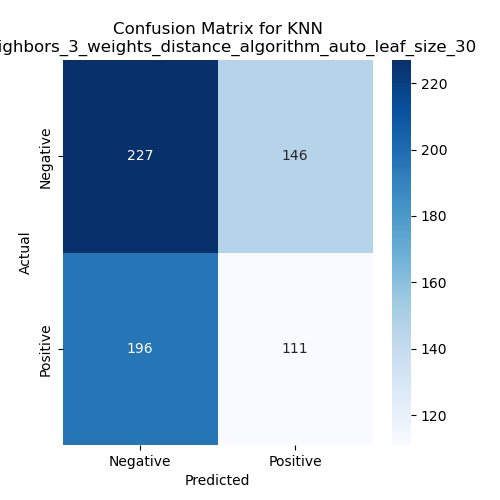 Confusion Matrix for KNN
ighbors_3_weights_distance_algorithm_auto_leaf_size_30
Actual
Negative
227
146
Positive
196
111
Negative
Positive
Predicted
220
200
180
160
140
120